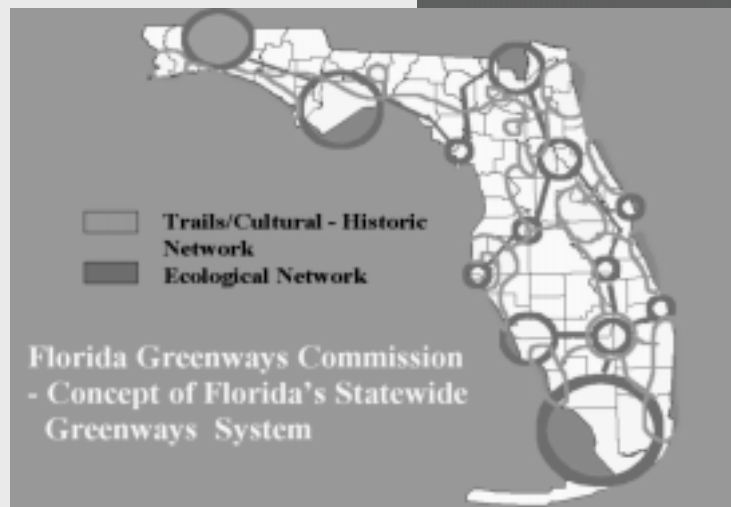 Trails/Cultural - Historic
Network
Ecological Network
Florida Greenways Commission
- Concept of Florida's Statewide
Greenways System